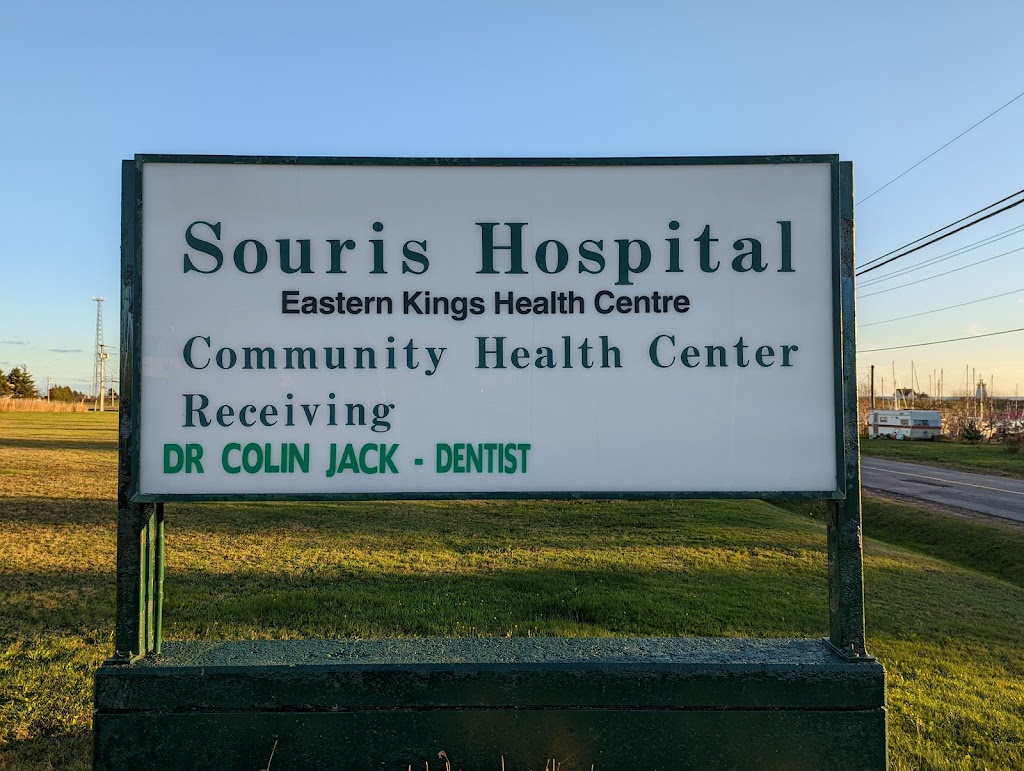 Souris Hospital
Eastern Kings Health Centre
Community Health Center
Receiving
DR COLIN JACK - DENTIST